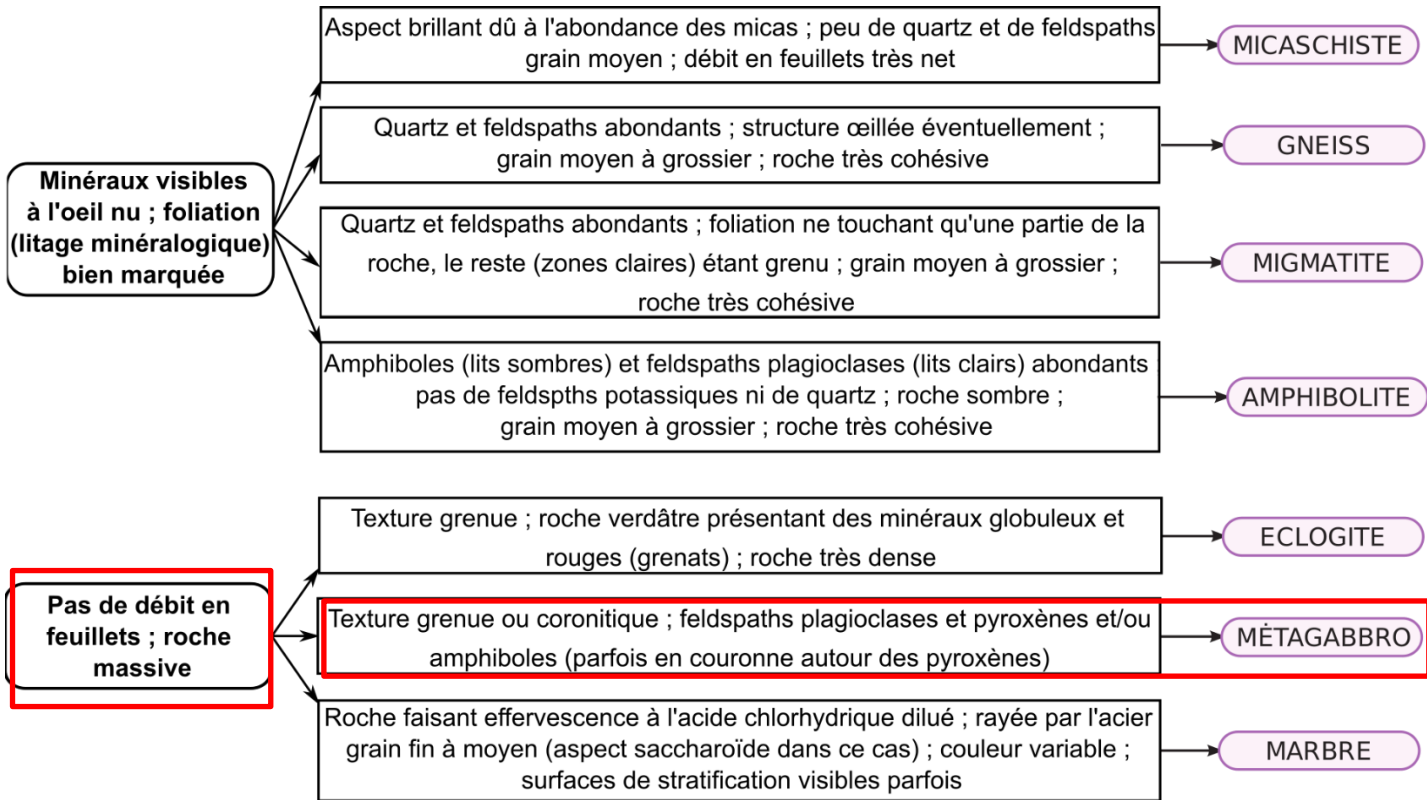 Aspect brillant dû à l'abondance des micas ; peu de quartz et de feldspaths
grain moyen ; débit en feuillets très net
MICASCHISTE
Quartz et feldspaths abondants ; structure œillée éventuellement ;
grain moyen à grossier ; roche très cohésive
GNEISS
Minéraux visibles
à l'oeil nu ; foliation
(litage minéralogique)
bien marquée
Quartz et feldspaths abondants ; foliation ne touchant qu'une partie de la
roche, le reste (zones claires) étant grenu ; grain moyen à grossier ;
roche très cohésive
MIGMATITE
Amphiboles (lits sombres) et feldspaths plagioclases (lits clairs) abondants ;
pas de feldspths potassiques ni de quartz ; roche sombre ;
grain moyen à grossier ; roche très cohésive
AMPHIBOLITE
Texture grenue ; roche verdâtre présentant des minéraux globuleux et
rouges (grenats) ; roche très dense
ECLOGITE
Pas de débit en
feuillets ; roche
massive
Texture grenue ou coronitique ; feldspaths plagioclases et pyroxènes et/ou
amphiboles (parfois en couronne autour des pyroxènes)
MÉTAGABBRO
Roche faisant effervescence à l'acide chlorhydrique dilué ; rayée par l'acier
grain fin à moyen (aspect saccharoïde dans ce cas) ; couleur variable ;
surfaces de stratification visibles parfois
MARBRE